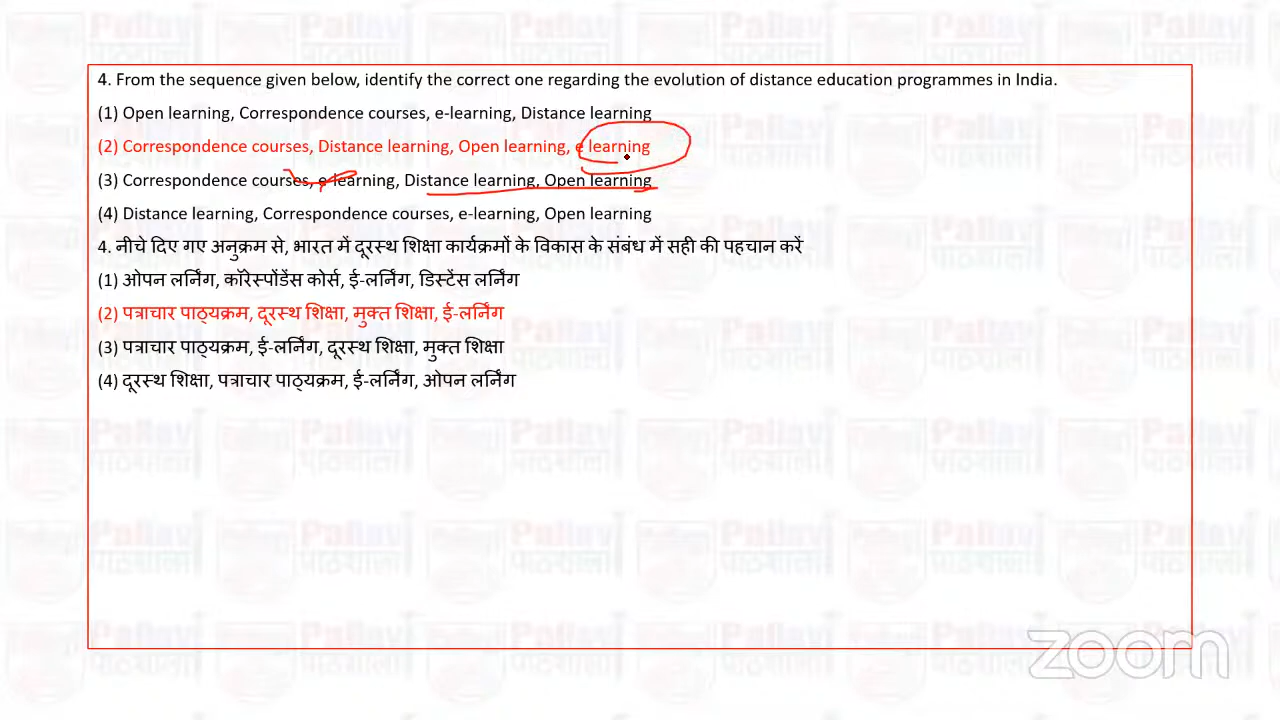 4. From the sequence given below, identify the correct one regarding the evolution of distance education programmes in India.
(1) Open learning, Correspondence courses, e-learning, Distance learning
(2) Correspondence courses, Distance learning, Open learning, e learning
(3) Correspondence courses, e-learning, Distance learning, Open learning
(4) Distance learning, Correspondence courses, e-learning, Open learning
4. नीचे दिए गए अनुक्रम से, भारत में दूरस्थ शिक्षा कार्यक्रमों के विकास के संबंध में सही की पहचान करें
(1) ओपन लर्निंग, कॉरेस्पोंडेंस कोर्स, ई-लर्निंग, डिस्टेंस लर्निंग
(2) पत्राचार पाठ्यक्रम, दूरस्थ शिक्षा, मुक्त शिक्षा, ई-लर्निंग
(3) पत्राचार पाठ्यक्रम, ई-लर्निंग, दूरस्थ शिक्षा, मुक्त शिक्षा
(4) दूरस्थ शिक्षा, पत्राचार पाठ्यक्रम, ई-लर्निंग, ओपन लर्निंग
Pallavi
पाठशाला
zoom